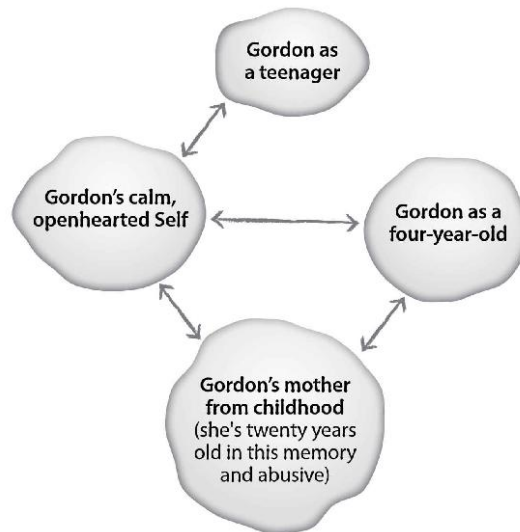 Gordon as
a teenager
Gordon’s calm,
openhearted Self
Gordon as a
four-year-old
Gordon’s mother
from childhood
(she's twenty years
old in this memory
and abusive)